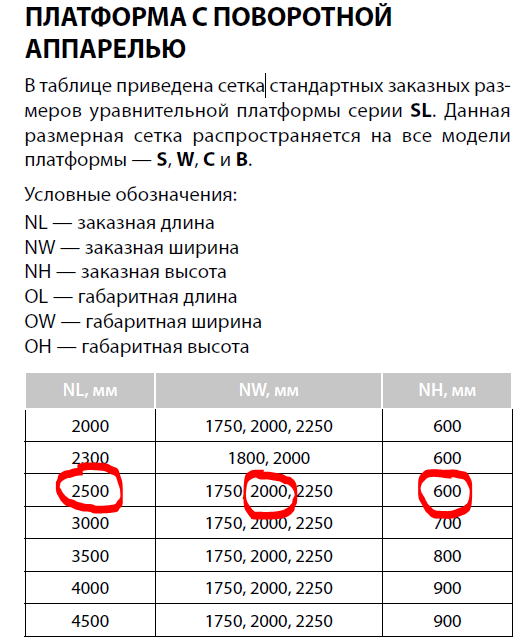 ПЛАТФОРМА С ПОВОРОТНОЙ
АППАРЕЛЬЮ
В таблице приведена сетка стандартных заказных раз-
меров уравнительной платформы серии SL. Данная
размерная сетка распространяется на все модели
платформы — S, W, C и B.
Условные обозначения:
NL — заказная длина
NW — заказная ширина
NH — заказная высота
OL — габаритная длина
OW — габаритная ширина
OH — габаритная высота
NL, мм NW, мм NH, мм
2000 1750, 2000, 2250 600
2300 1800, 2000 600
2500 1750, 2000, 2250 600
3000 1750, 2000, 2250 700
3500 1750, 2000, 2250 800
4000 1750, 2000, 2250 900
4500 1750, 2000, 2250 900